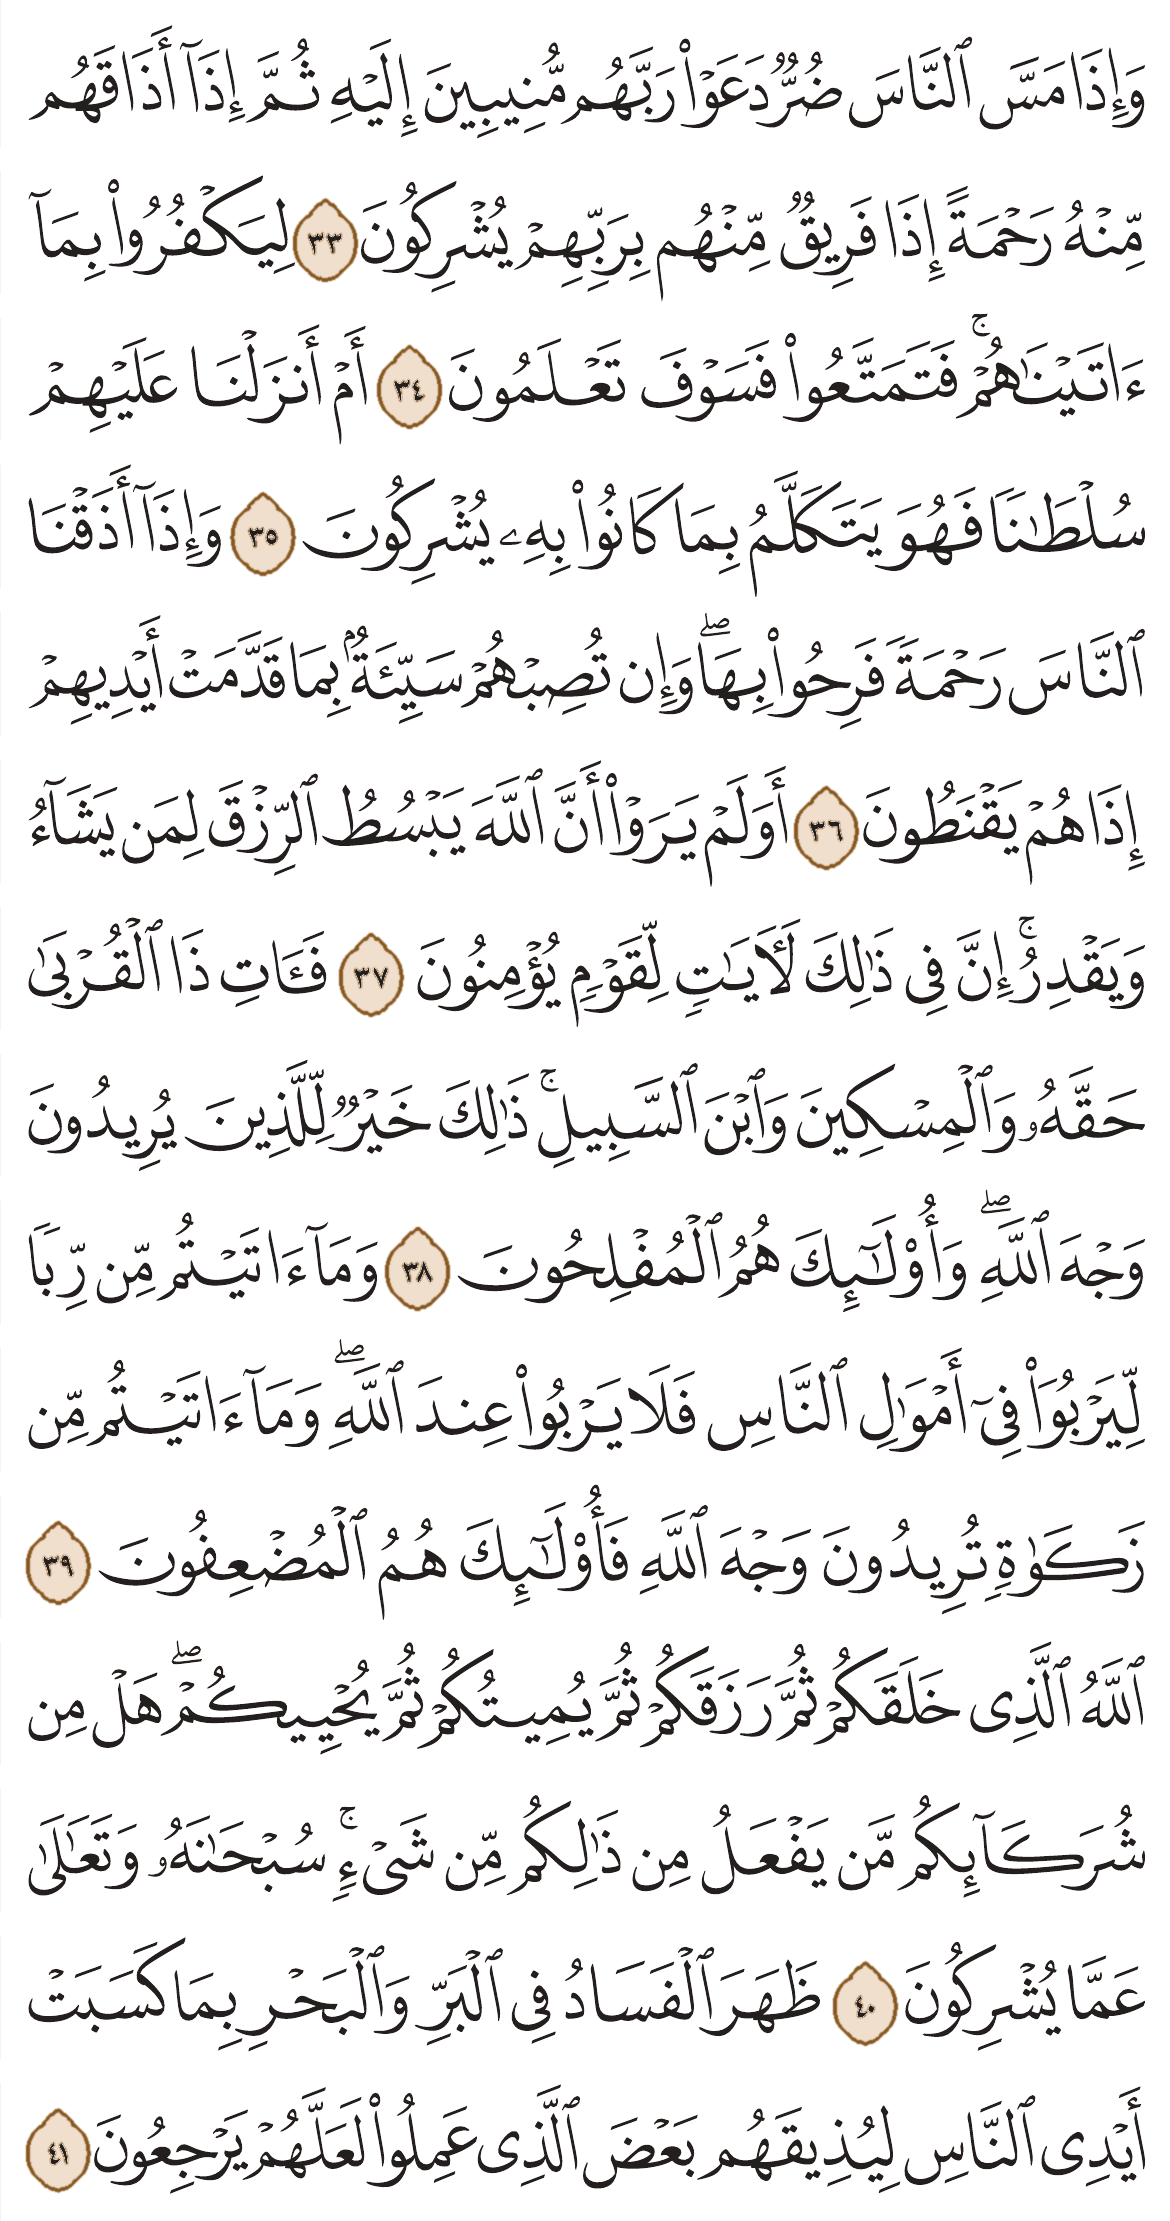 وَإِذَا مَسَّ ٱلنَّاسَ ضُرٌّ دَعَوۡاْ رَبَّهُم مُّنِيبِينَ إِلَيۡهِ ثُمَّ إِذَآ أَذَاقَهُم
مِّنۡهُ رَحۡمَةً إِذَا فَرِيقٌ مِّنۡهُم بِرَبِّهِمۡ يُشۡرِكُونَ ٣٣ لِيَكۡفُرُواْ بِمَآ
ءَاتَيۡنَٰهُمۡۚ فَتَمَتَّعُواْ فَسَوۡفَ تَعۡلَمُونَ ٣٤ أَمۡ أَنزَلۡنَا عَلَيۡهِمۡ
سُلۡطَٰنٗا فَهُوَ يَتَكَلَّمُ بِمَا كَانُواْ بِهِۦ يُشۡرِكُونَ ٣٥ وَإِذَآ أَذَقۡنَا
ٱلنَّاسَ رَحۡمَةٗ فَرِحُواْ بِهَاۖ وَإِن تُصِبۡهُمۡ سَيِّئَةُۢ بِمَا قَدَّمَتۡ أَيۡدِيهِمۡ
إِذَا هُمۡ يَقۡنَطُونَ ٣٦ أَوَلَمۡ يَرَوۡاْ أَنَّ ٱللَّهَ يَبۡسُطُ ٱلرِّزۡقَ لِمَن يَشَآءُ
وَيَقۡدِرُۚ إِنَّ فِي ذَٰلِكَ لَأٓيَٰتٖ لِّقَوۡمٖ يُؤۡمِنُونَ ٣٧ فَـَٔاتِ ذَا ٱلۡقُرۡبَىٰ
حَقَّهُۥ وَٱلۡمِسۡكِينَ وَٱبۡنَ ٱلسَّبِيلِۚ ذَٰلِكَ خَيۡرٞ لِّلَّذِينَ يُرِيدُونَ
وَجۡهَ ٱللَّهِۖ وَأُوْلَٰٓئِكَ هُمُ ٱلۡمُفۡلِحُونَ ٣٨ وَمَآ ءَاتَيۡتُم مِّن رِّبٗا
لِّيَرۡبُوَاْ فِيٓ أَمۡوَٰلِ ٱلنَّاسِ فَلَا يَرۡبُواْ عِندَ ٱللَّهِۖ وَمَآ ءَاتَيۡتُم مِّن
زَكَوٰةٖ تُرِيدُونَ وَجۡهَ ٱللَّهِ فَأُوْلَٰٓئِكَ هُمُ ٱلۡمُضۡعِفُونَ ٣٩
ٱللَّهُ ٱلَّذِي خَلَقَكُمۡ ثُمَّ رَزَقَكُمۡ ثُمَّ يُمِيتُكُمۡ ثُمَّ يُحۡيِيكُمۡۖ هَلۡ مِن
شُرَكَآئِكُم مَّن يَفۡعَلُ مِن ذَٰلِكُم مِّن شَيۡءٖۚ سُبۡحَٰنَهُۥ وَتَعَٰلَىٰ
عَمَّا يُشۡرِكُونَ ٤٠ ظَهَرَ ٱلۡفَسَادُ فِي ٱلۡبَرِّ وَٱلۡبَحۡرِ بِمَا كَسَبَتۡ
أَيۡدِي ٱلنَّاسِ لِيُذِيقَهُم بَعۡضَ ٱلَّذِي عَمِلُواْ لَعَلَّهُمۡ يَرۡجِعُونَ ٤١